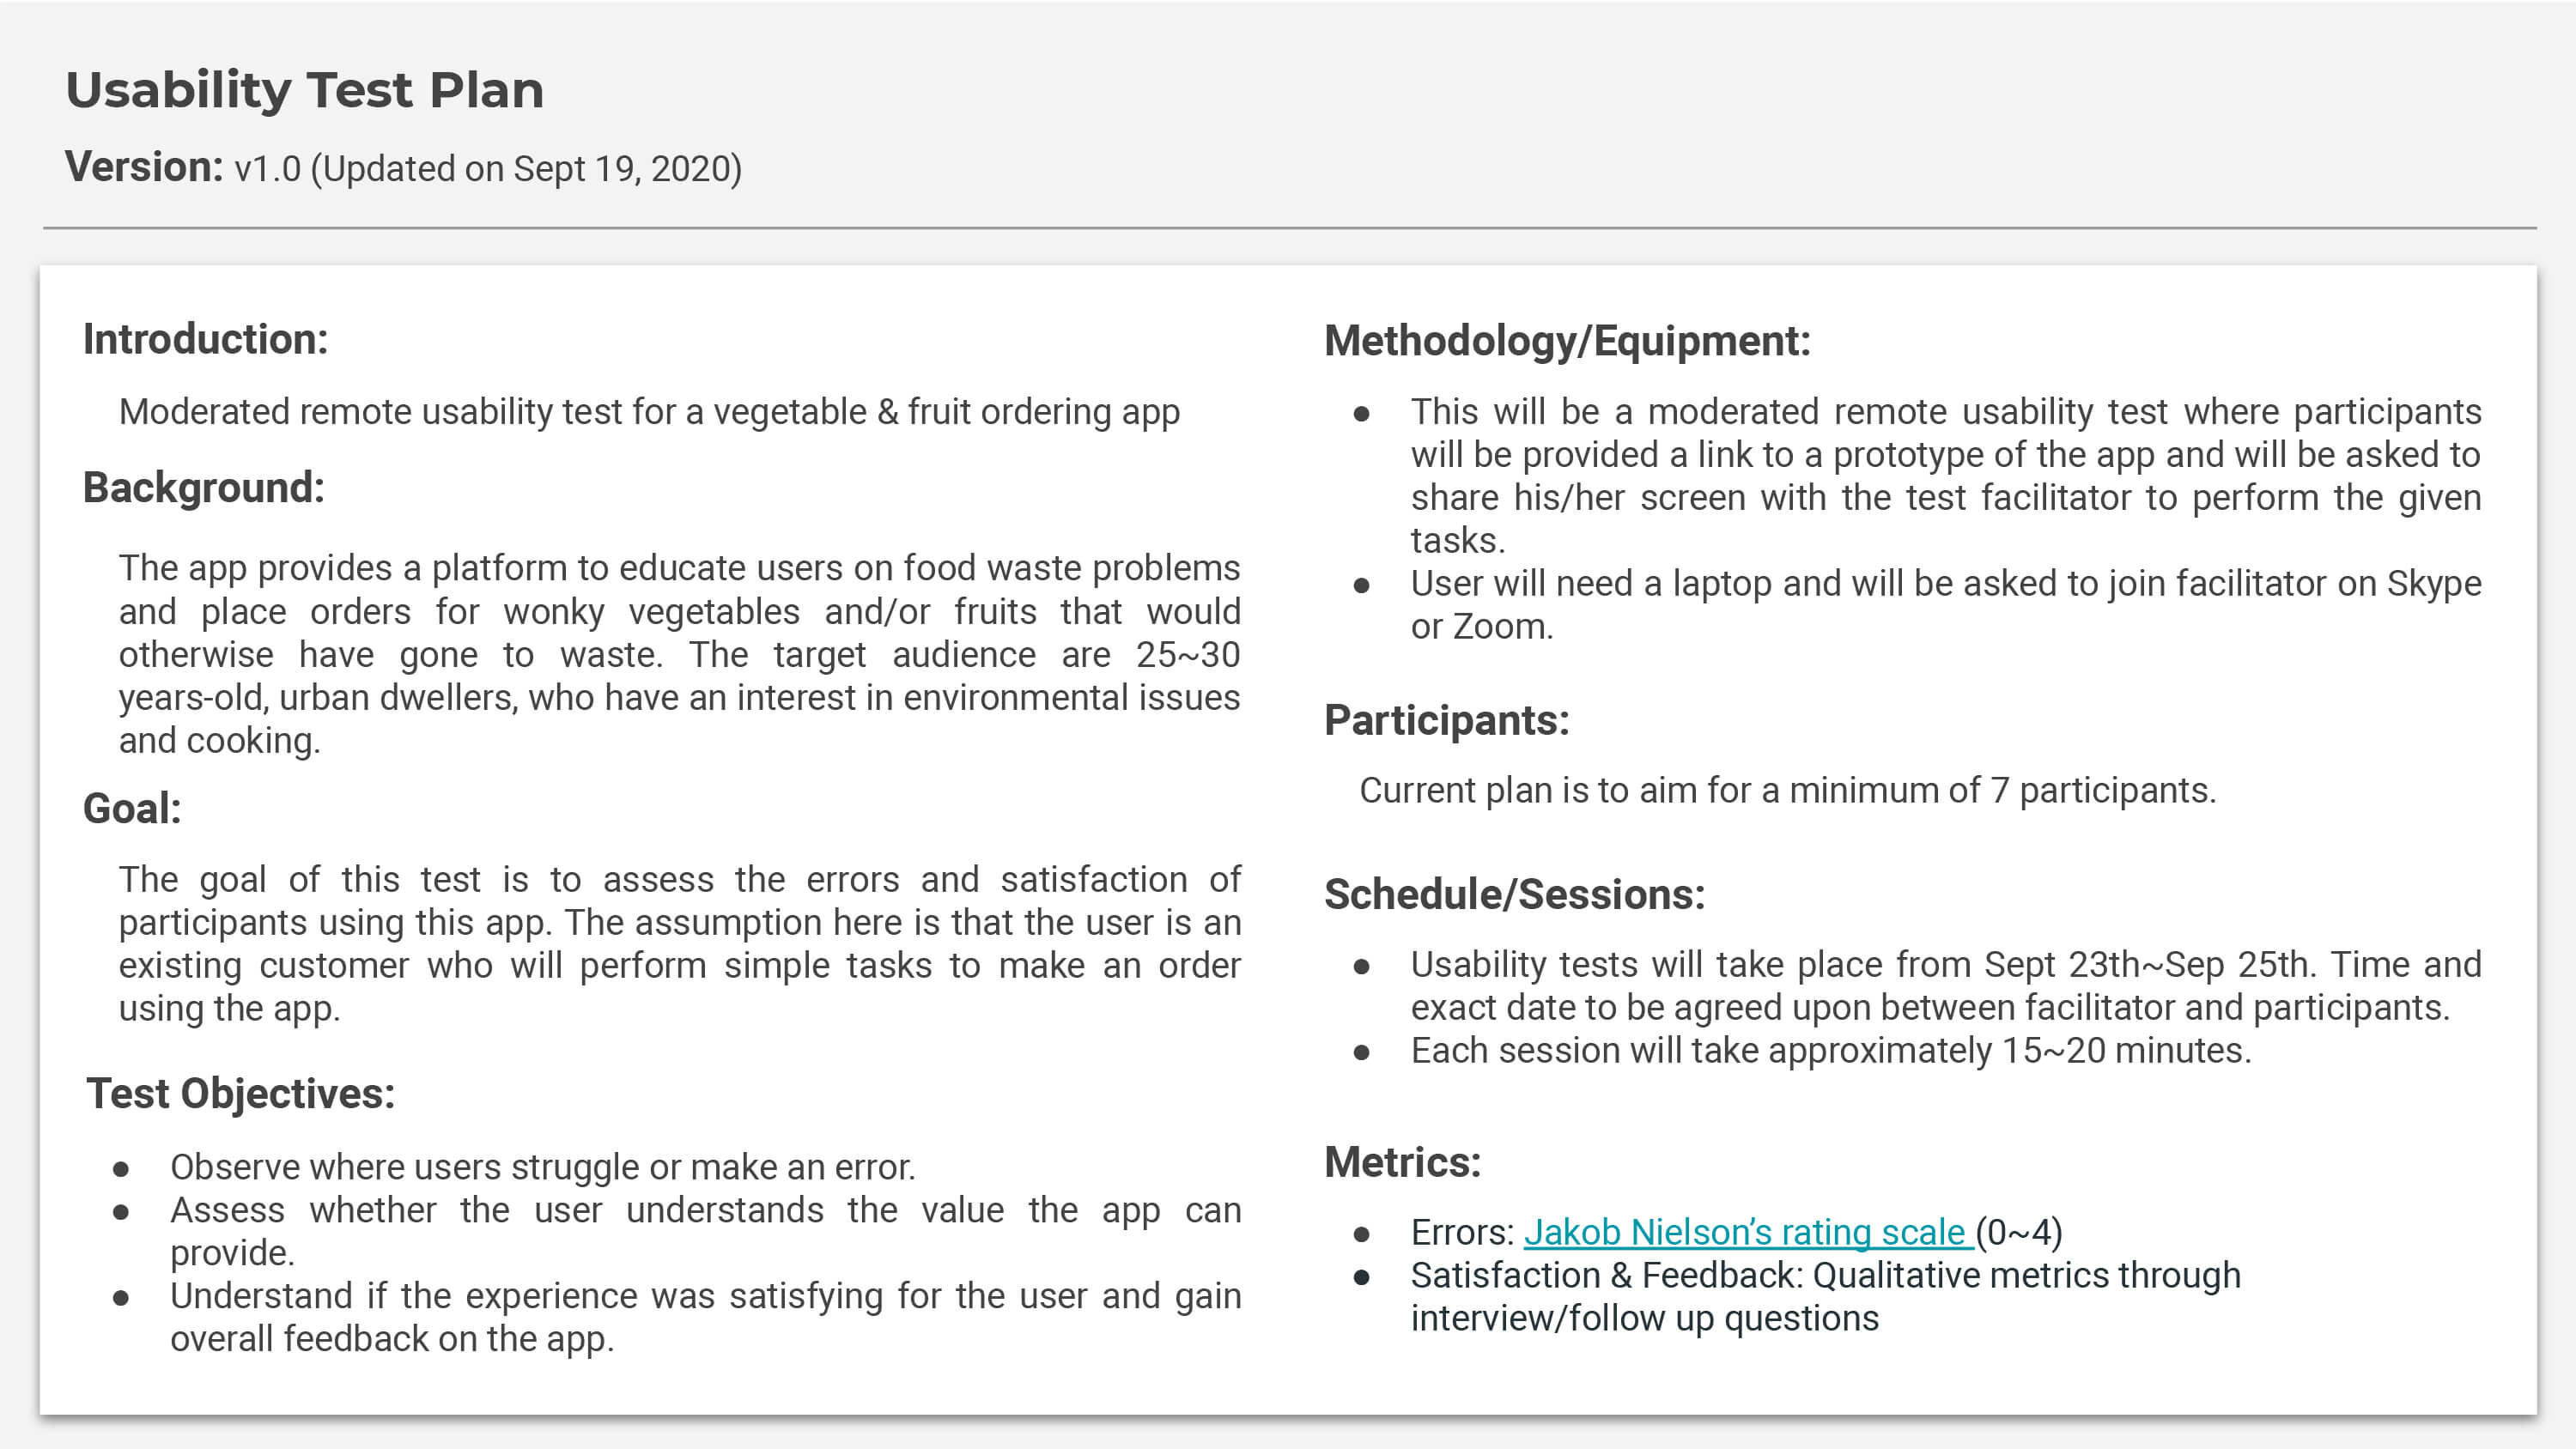 Usability Test Plan
Version: v1.0 (Updated on Sept 19, 2020)
Introduction:
Moderated remote usability test for a vegetable & fruit ordering app
Background:
The app provides a platform to educate users on food waste problems
and place orders for wonky vegetables and/or fruits that would
otherwise have gone to waste. The target audience are 25~30
years-old, urban dwellers, who have an interest in environmental issues
and cooking.
Goal:
The goal of this test is to assess the errors and satisfaction of
participants using this app. The assumption here is that the user is an
existing customer who will perform simple tasks to make an order
using the app.
Test Objectives:
● Observe where users struggle or make an error.
● Assess whether the user understands the value the app can
provide.
● Understand if the experience was satisfying for the user and gain
overall feedback on the app.
Methodology/Equipment:
● This will be a moderated remote usability test where participants
will be provided a link to a prototype of the app and will be asked to
share his/her screen with the test facilitator to perform the given
tasks.
● User will need a laptop and will be asked to join facilitator on Skype
or Zoom.
Participants:
Current plan is to aim for a minimum of 7 participants.
Schedule/Sessions:
● Usability tests will take place from Sept 23th~Sep 25th. Time and
exact date to be agreed upon between facilitator and participants.
● Each session will take approximately 15~20 minutes.
Metrics:
● Errors: Jakob Nielson’s rating scale (0~4)
● Satisfaction & Feedback: Qualitative metrics through
interview/follow up questions